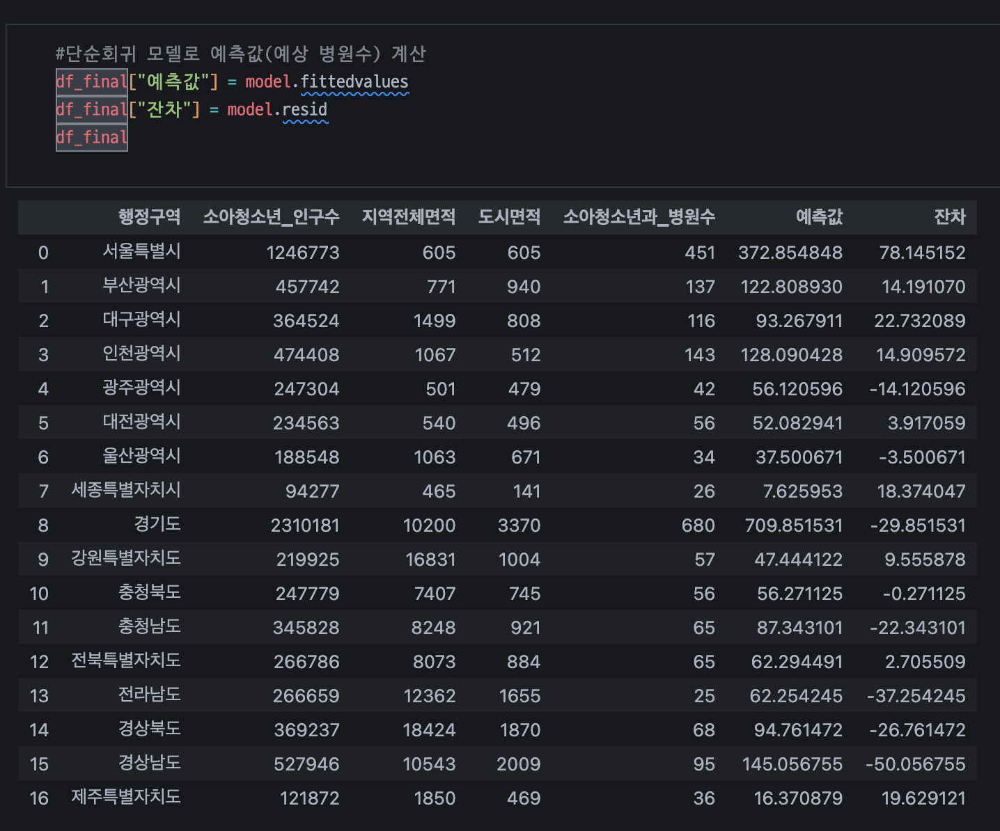 #단순회귀 모델로 예측값(예상 병원수) 계산
df_final["예측값"] = model.fittedvalues
df_final["잔차"] = model.resid
df_final
행정구역 소아청소년_인구수 지역전체면적 도시면적 소아청소년과_병원수 예측값 잔차
0 서울특별시 1246773 605 605 451 372.854848 78.145152
1 부산광역시 457742 771 940 137 122.808930 14.191070
2 대구광역시 364524 1499 808 116 93.267911 22.732089
3 인천광역시 474408 1067 512 143 128.090428 14.909572
4 광주광역시 247304 501 479 42 56.120596 -14.120596
5 대전광역시 234563 540 496 56 52.082941 3.917059
6 울산광역시 188548 1063 671 34 37.500671 -3.500671
7 세종특별자치시 94277 465 141 26 7.625953 18.374047
8 경기도 2310181 10200 3370 680 709.851531 -29.851531
9 강원특별자치도 219925 16831 1004 57 47.444122 9.555878
10 충청북도 247779 7407 745 56 56.271125 -0.271125
11 충청남도 345828 8248 921 65 87.343101 -22.343101
12 전북특별자치도 266786 8073 884 65 62.294491 2.705509
13 전라남도 266659 12362 1655 25 62.254245 -37.254245
14 경상북도 369237 18424 1870 68 94.761472 -26.761472
15 경상남도 527946 10543 2009 95 145.056755 -50.056755
16 제주특별자치도 121872 1850 469 36 16.370879 19.629121